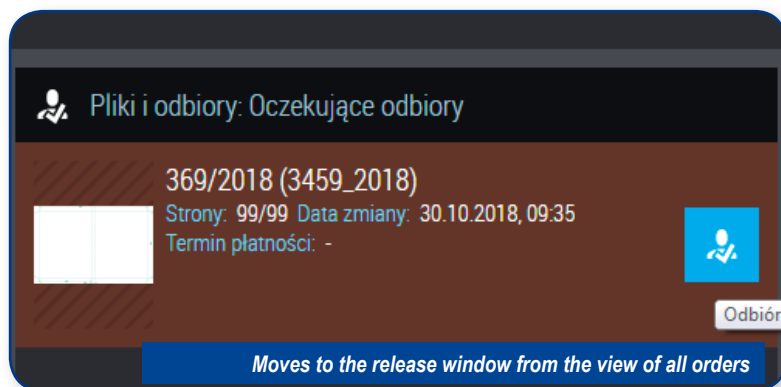 Pliki i odbiory: Oczekujące odbiory
369/2018 (3459_2018)
Strony: 99/99 Data zmiany: 30.10.2018, 09:35
Termin płatności: -
Odbiór
Moves to the release window from the view of all orders